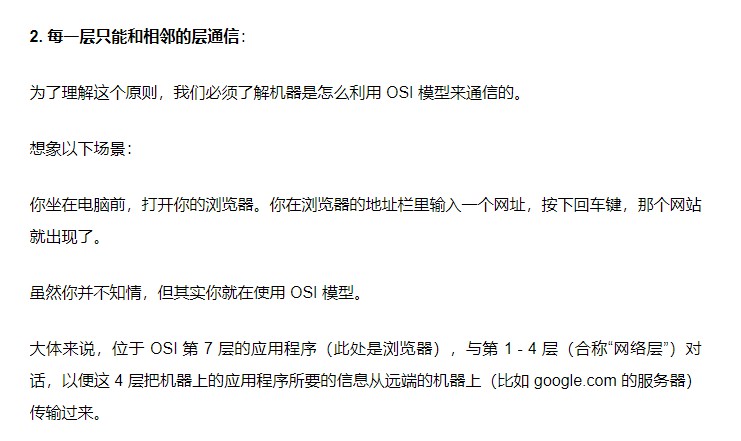 2. 每一层只能和相邻的层通信：
为了理解这个原则，我们必须了解机器是怎么利用 OSI 模型来通信的。
想象以下场景：
你坐在电脑前，打开你的浏览器。你在浏览器的地址栏里输入一个网址，按下回车键，那个网站
就出现了。
虽然你并不知情，但其实你就在使用 OSI 模型。
大体来说，位于 OSI 第 7 层的应用程序（此处是浏览器），与第 1 - 4 层（合称“网络层”）对
话，以便这 4 层把机器上的应用程序所要的信息从远端的机器上（比如 google.com 的服务器）
传输过来。